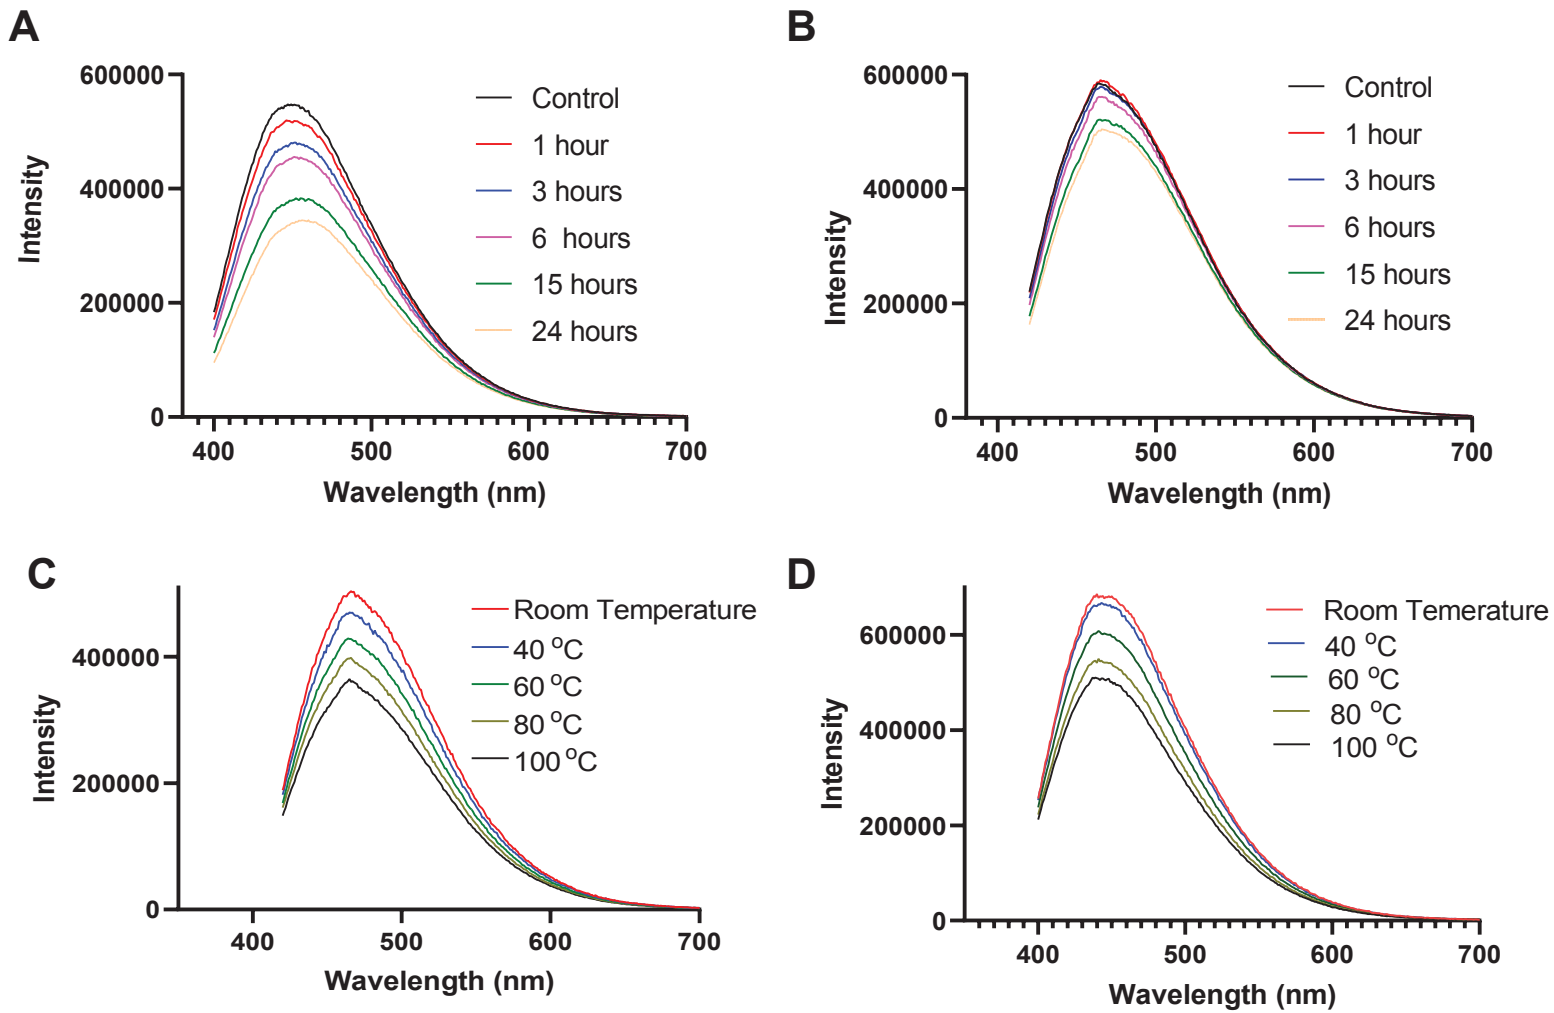 A
600000
400000
200000
0
Intensity
400 500 600 700
Wavelength (nm)
Control
1 hour
3 hours
6 hours
15 hours
24 hours
B
600000
400000
200000
0
Intensity
400 500 600 700
Wavelength (nm)
Control
1 hour
3 hours
6 hours
15 hours
24 hours
C
400000
200000
0
Intensity
400 500 600 700
Wavelength (nm)
Room Temperature
40 °C
60 °C
80 °C
100 °C
D
600000
400000
200000
0
Intensity
400 500 600 700
Wavelength (nm)
Room Temerature
40 °C
60 °C
80 °C
100 °C